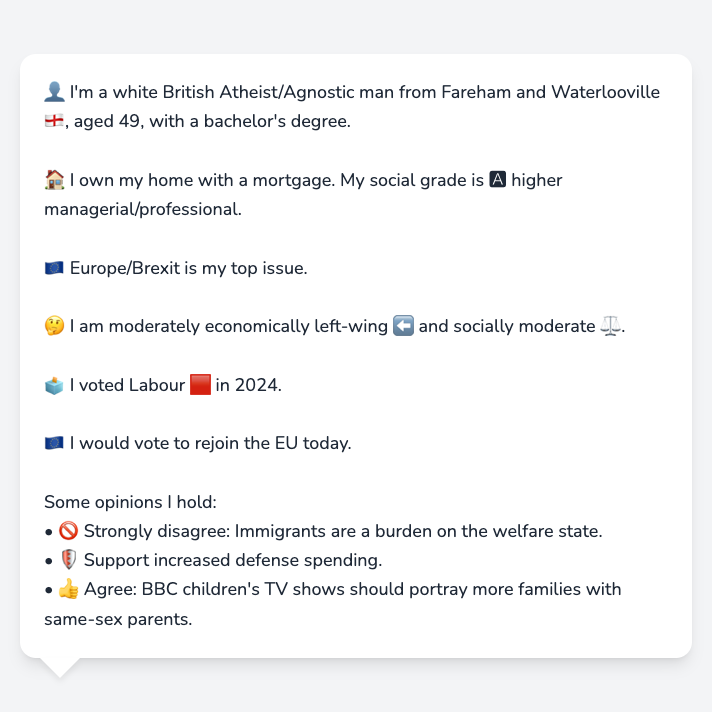 👤 I'm a white British Atheist/Agnostic man from Fareham and Waterlooville
🏴󠁧󠁢󠁥󠁮󠁧󠁿, aged 49, with a bachelor's degree.
🏠 I own my home with a mortgage. My social grade is 🅰 higher
managerial/professional.
🇪🇺 Europe/Brexit is my top issue.
🤔 I am moderately economically left-wing ⬅️ and socially moderate ⚖️.
🗳️ I voted Labour 🟥 in 2024.
🇪🇺 I would vote to rejoin the EU today.
Some opinions I hold:
• 🚫 Strongly disagree: Immigrants are a burden on the welfare state.
• 🛡️ Support increased defense spending.
• 👍 Agree: BBC children's TV shows should portray more families with
same-sex parents.